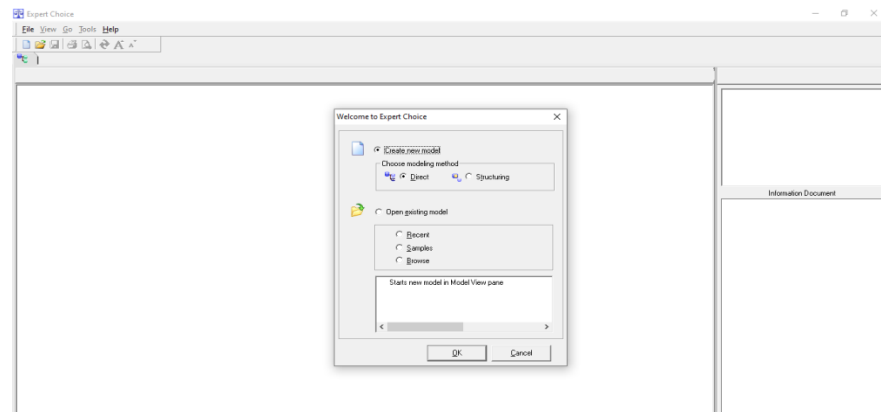 Expert Choice
File View Go Tools Help
Welcome to Expert Choice
Create new model
Choose modeling method
Direct Structuring
Open existing model
Recent
Samples
Browse
Starts new model in Model View pane
OK Cancel
Information Document